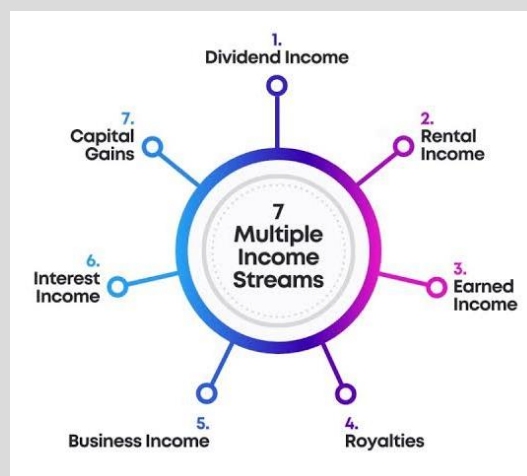 7
Multiple
Income
Streams
1.
Dividend Income
2.
Rental
Income
3.
Earned
Income
4.
Royalties
5.
Business Income
6.
Interest
Income
7.
Capital
Gains